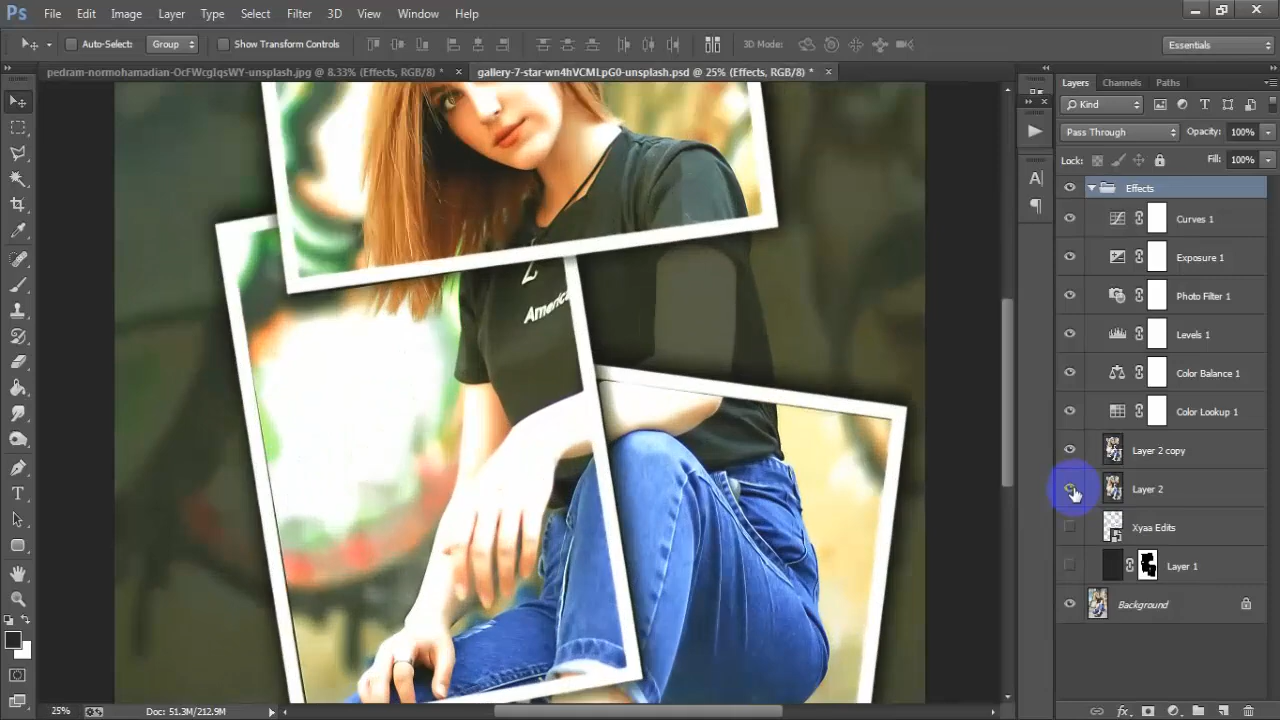 Ps File Edit Image Layer Type Select Filter 3D View Window Help
Auto-Select: Group Show Transform Controls 3D Mode: Essentials
pedram-normohamadian-OcFWcgIqsWY-unsplash.jpg @ 8.33% (Effects, RGB/8) * × gallery-7-star-wn4hVCMLpG0-unsplash.psd @ 25% (Effects, RGB/8) * ×
Layers Channels Paths
Kind
Pass Through Opacity: 100%
Lock: Fill: 100%
Effects
Curves 1
Exposure 1
Photo Filter 1
Levels 1
Color Balance 1
Color Lookup 1
Layer 2 copy
Layer 2
Xyaa Edits
Layer 1
Background
America
25% Doc: 51.3M/212.9M